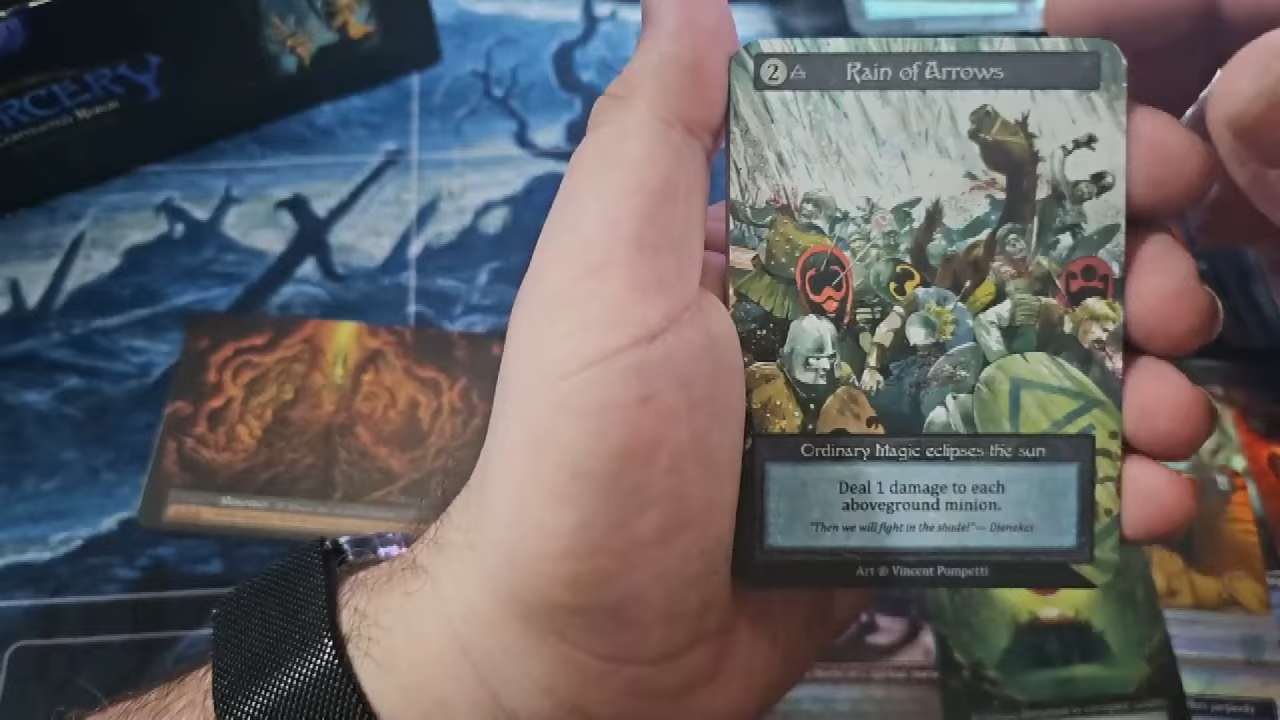 RCERY
2 Rain of Arrows
Ordinary Magic eclipses the sun
Deal 1 damage to each
aboveground minion.
"Then we will fight in the shade!"— Dienekes
Art © Vincent Pompetti